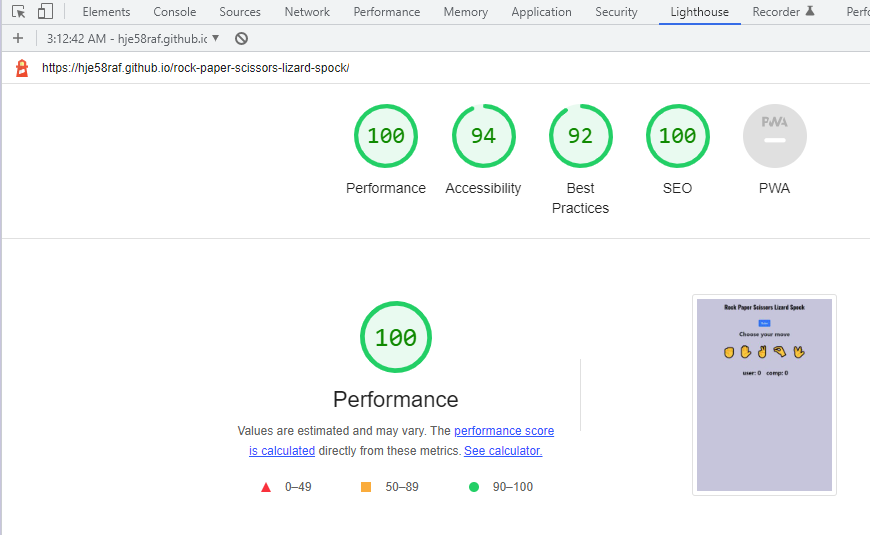 Elements Console Sources Network Performance Memory Application Security Lighthouse Recorder Perfo
3:12:42 AM - hje58raf.github.ic
https://hje58raf.github.io/rock-paper-scissors-lizard-spock/
100 94 92 100 PWA
Performance Accessibility Best Practices SEO PWA
100
Performance
Values are estimated and may vary. The performance score
is calculated directly from these metrics. See calculator.
0–49 50–89 90–100
Rock Paper Scissors Lizard Spock
Choose your move
user: 0 comp: 0